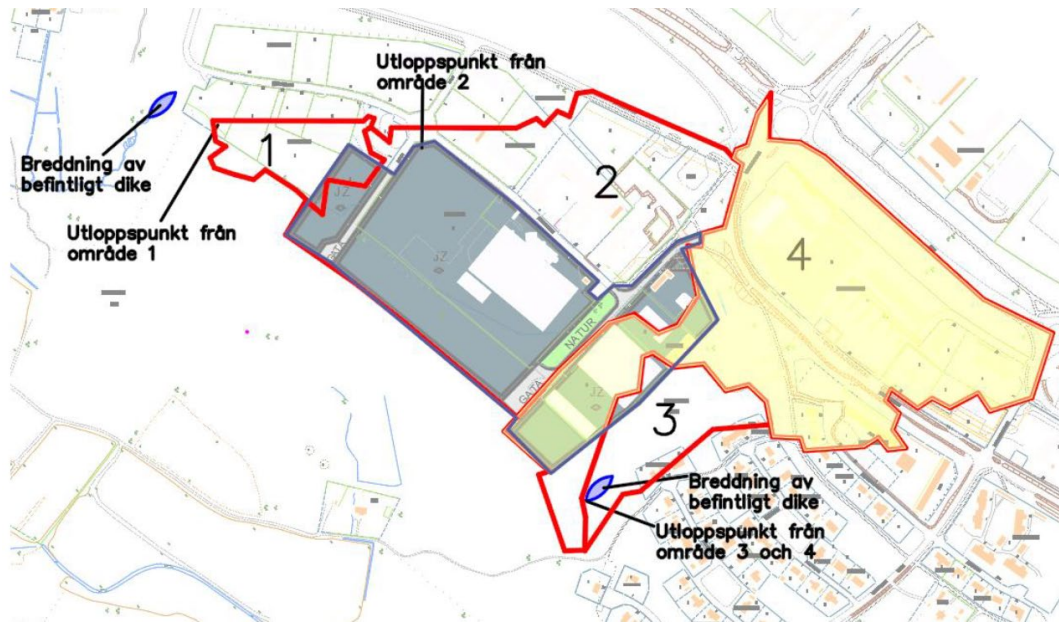 Utloppspunkt från
område 2
1
Breddning av
befintligt dike
Utloppspunkt från
område 1
2
JZ
GATA
JZ
4
NATUR
GATA
JZ
3
Breddning av
befintligt dike
Utloppspunkt från
område 3 och 4